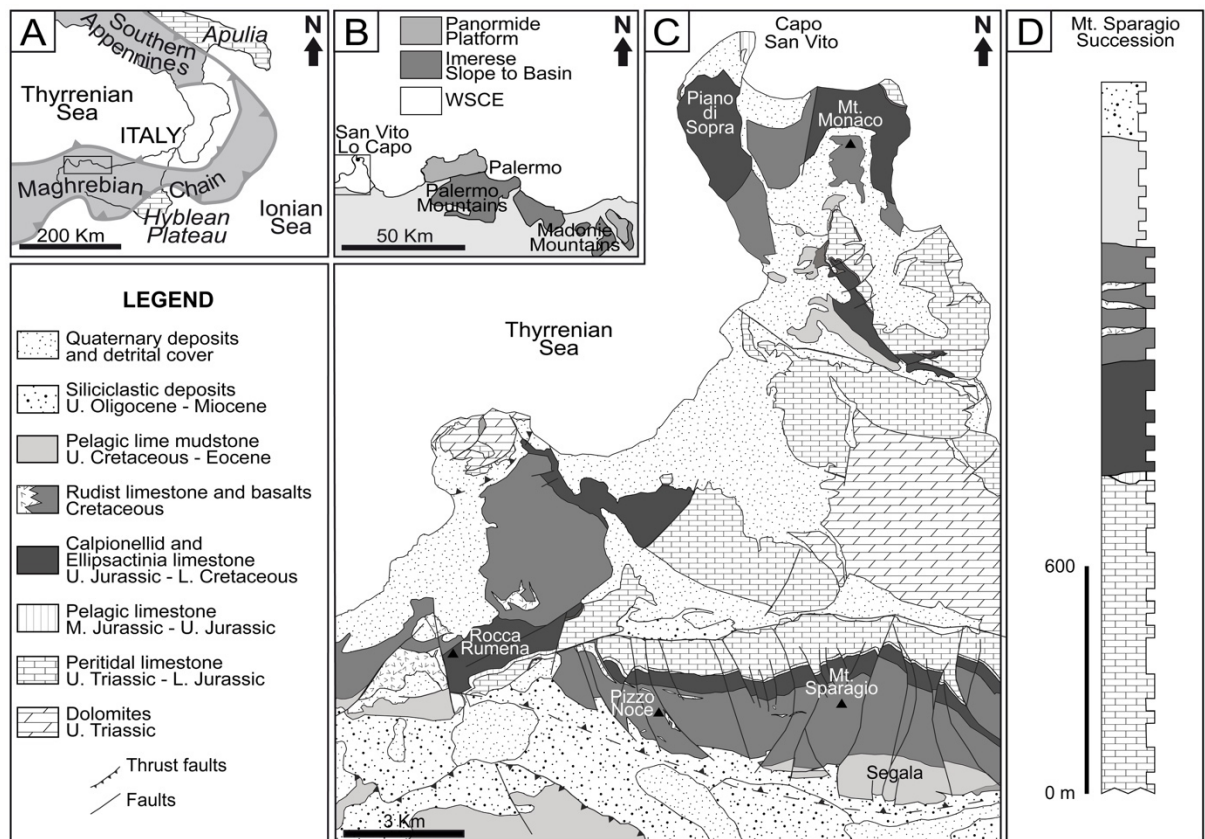 A
N
Southern
Appennines
Apulia
Thyrrenian
Sea
ITALY
Maghrebian
Chain
Hyblean
Plateau
Ionian
Sea
200 Km
B
N
Panormide
Platform
Imerese
Slope to Basin
WSCE
San Vito
Lo Capo
Palermo
Palermo
Mountains
Madonie
Mountains
50 Km
LEGEND
Quaternary deposits
and detrital cover
Siliciclastic deposits
U. Oligocene - Miocene
Pelagic lime mudstone
U. Cretaceous - Eocene
Rudist limestone and basalts
Cretaceous
Calpionellid and
Ellipsactinia limestone
U. Jurassic - L. Cretaceous
Pelagic limestone
M. Jurassic - U. Jurassic
Peritidal limestone
U. Triassic - L. Jurassic
Dolomites
U. Triassic
Thrust faults
Faults
C
Capo
San Vito
N
Piano
di
Sopra
Mt.
Monaco
Thyrrenian
Sea
Rocca
Rumena
Pizzo
Noce
Mt.
Sparagio
Segala
3 Km
D
Mt. Sparagio
Succession
600
0 m